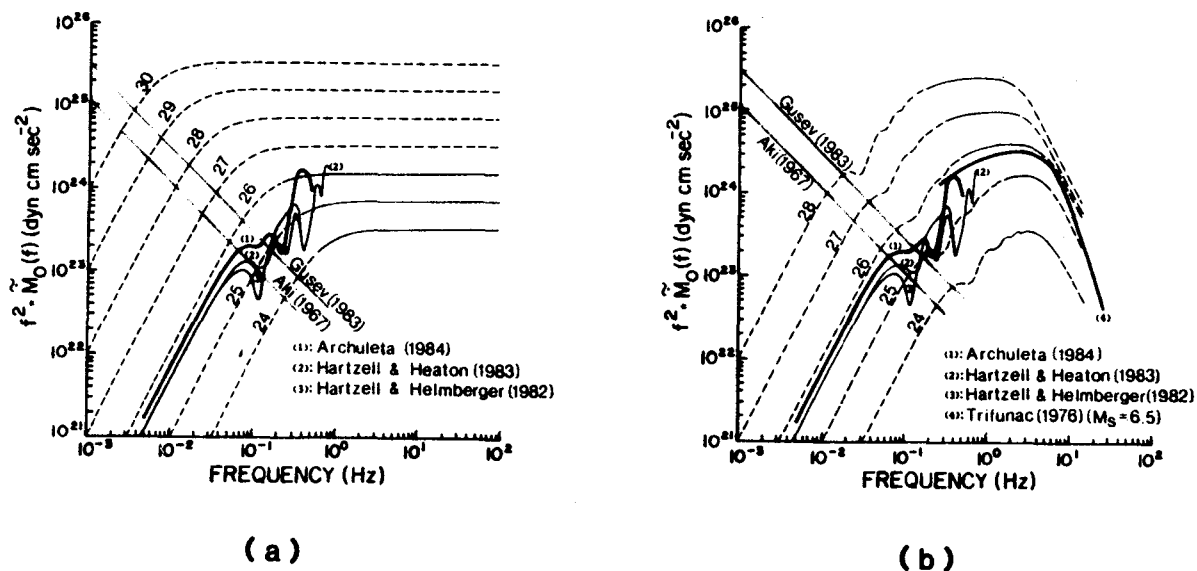 10²⁶
10²⁵
10²⁴
10²³
10²²
10²¹
f²·M̃₀(f) (dyn cm sec⁻²)
30
29
28
27
26
25
24
(1)
(2)
(2)
Gusev (1983)
Aki (1967)
(1): Archuleta (1984)
(2): Hartzell & Heaton (1983)
(3): Hartzell & Helmberger (1982)
10⁻³ 10⁻² 10⁻¹ 10⁰ 10¹ 10²
FREQUENCY (Hz)
(a)
10²⁶
10²⁵
10²⁴
10²³
10²²
10²¹
f²·M̃₀(f) (dyn cm sec⁻²)
Gusev (1983)
Aki (1967)
28
27
26
25
24
(1)
(2)
(2)
(4)
(1): Archuleta (1984)
(2): Hartzell & Heaton (1983)
(3): Hartzell & Helmberger (1982)
(4): Trifunac (1976) (Ms=6.5)
10⁻³ 10⁻² 10⁻¹ 10⁰ 10¹ 10²
FREQUENCY (Hz)
(b)